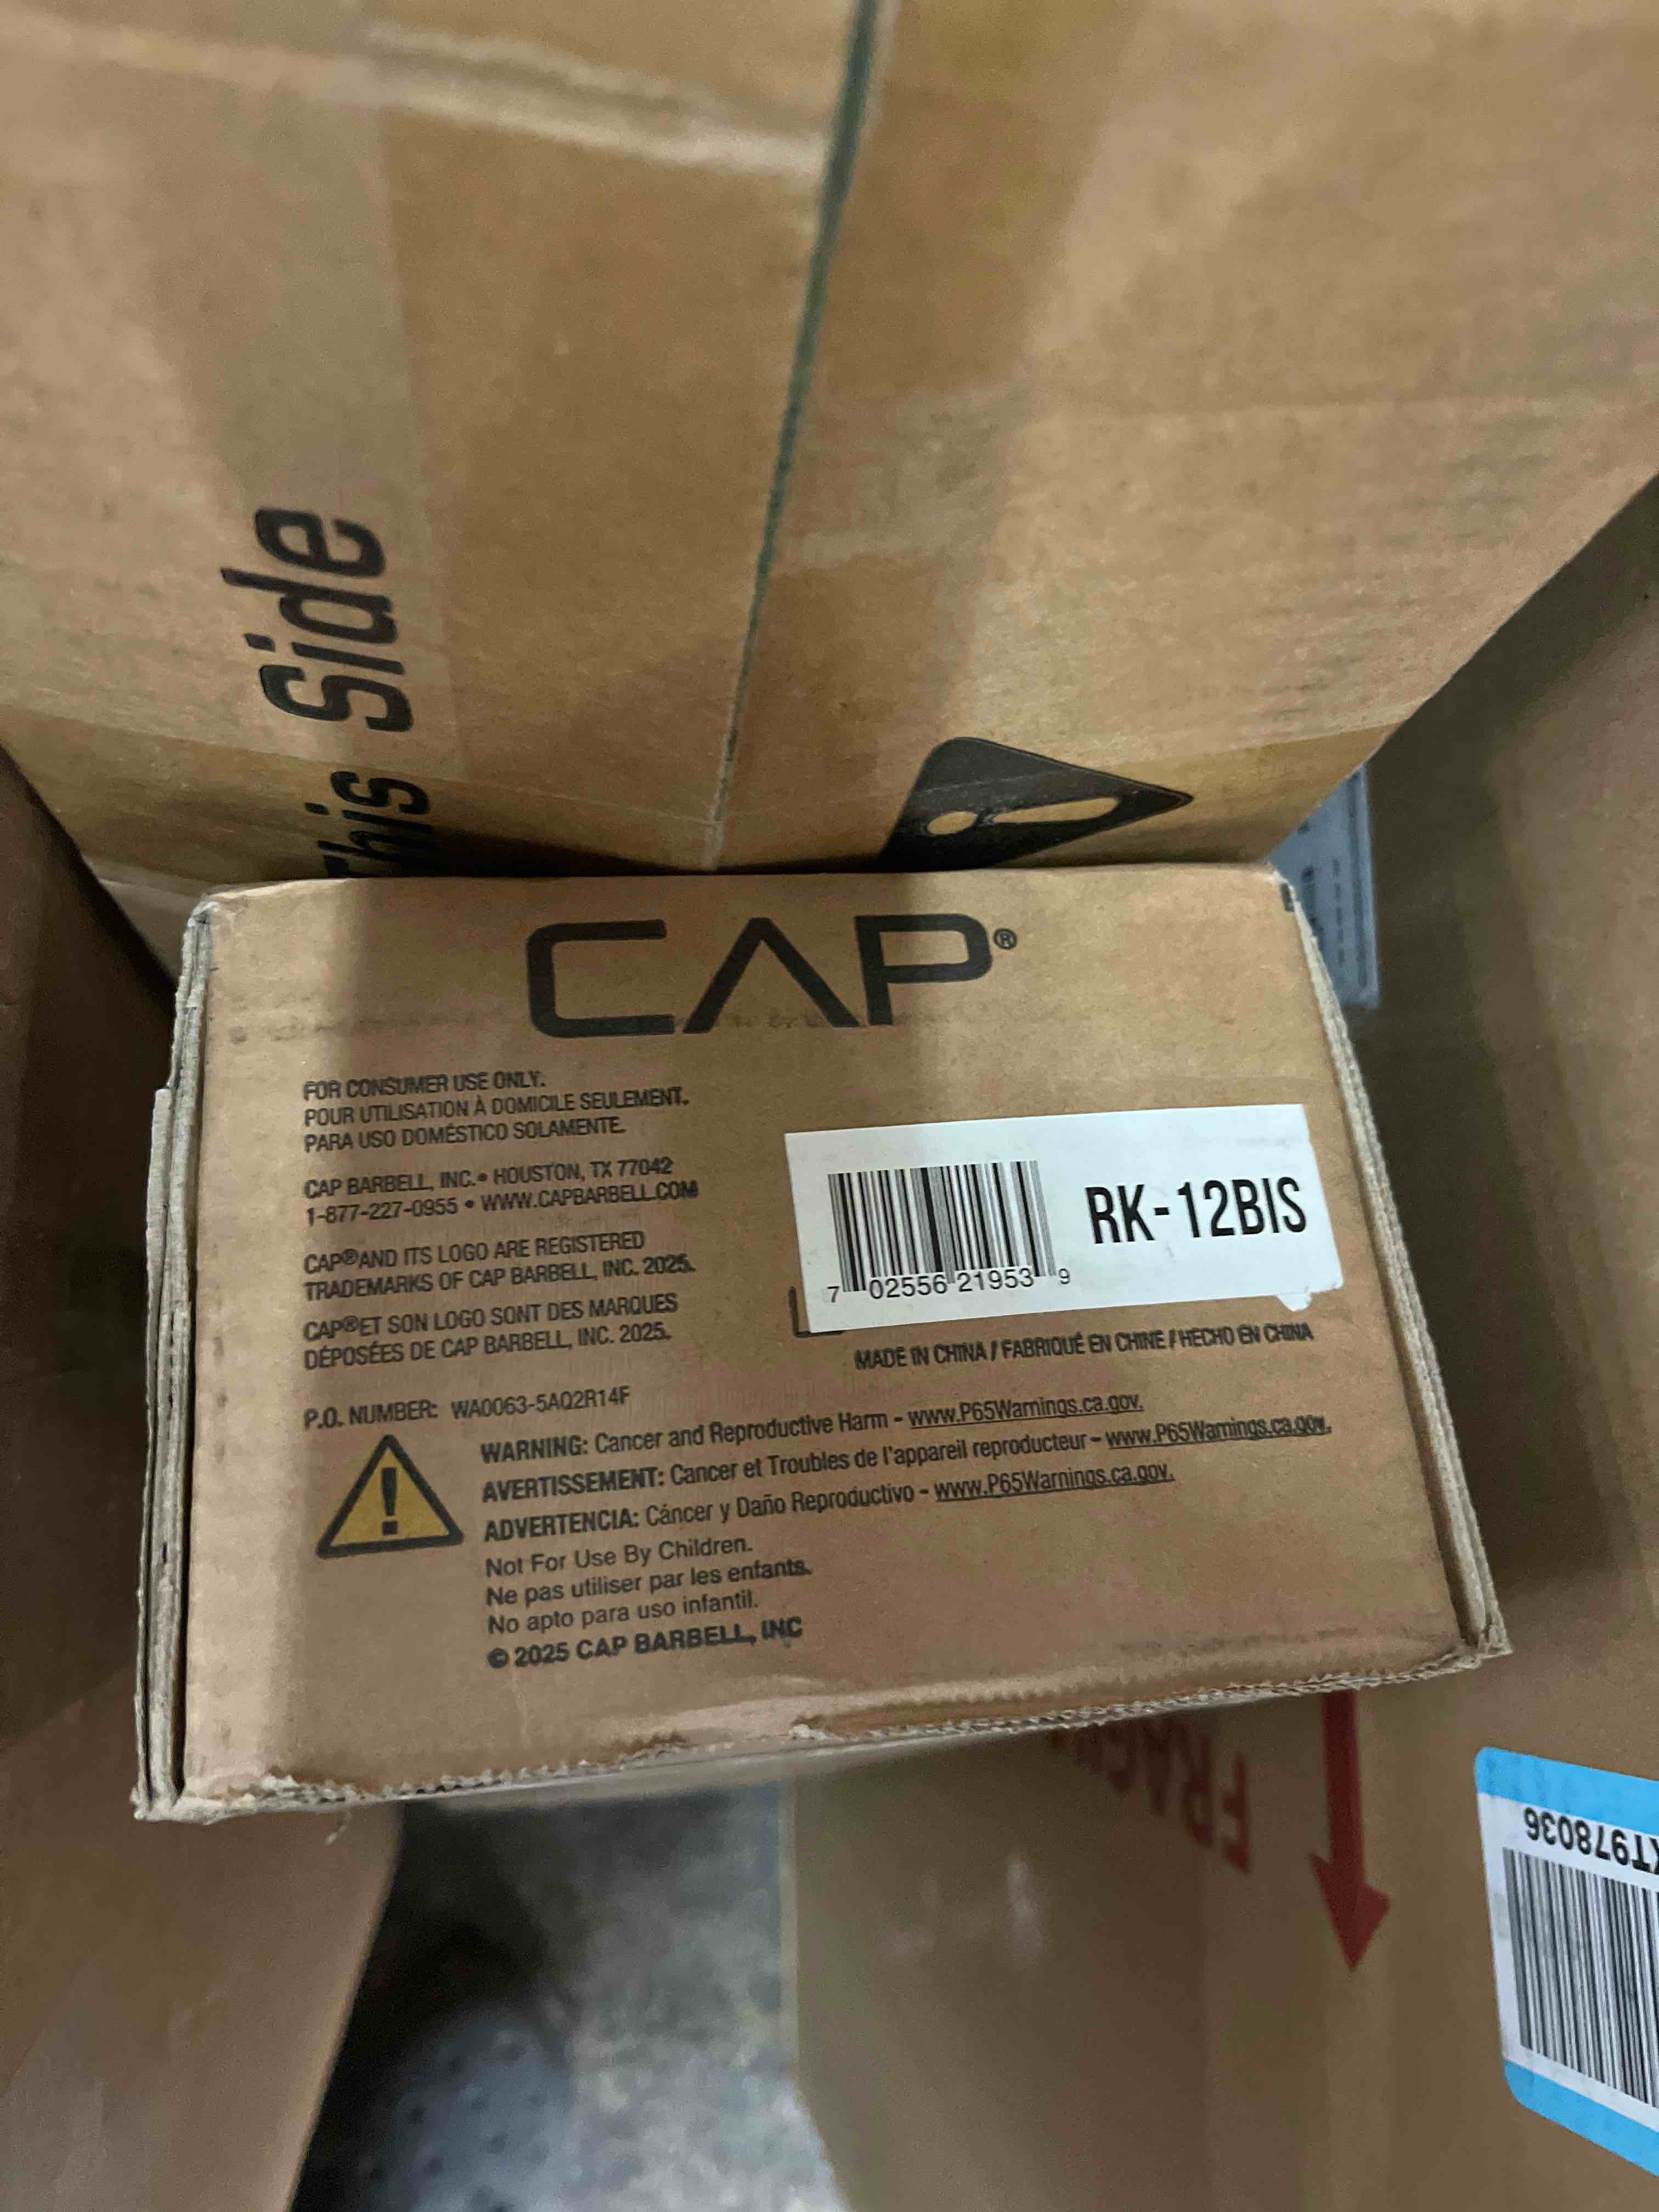 This Side
CAP®
FOR CONSUMER USE ONLY.
POUR UTILISATION À DOMICILE SEULEMENT.
PARA USO DOMÉSTICO SOLAMENTE.
CAP BARBELL, INC. • HOUSTON, TX 77042
1-877-227-0955 • WWW.CAPBARBELL.COM
CAP® AND ITS LOGO ARE REGISTERED
TRADEMARKS OF CAP BARBELL, INC. 2025.
CAP® ET SON LOGO SONT DES MARQUES
DÉPOSÉES DE CAP BARBELL, INC. 2025.
P.O. NUMBER: WA0063-5AQ2R14F
RK-12BIS
7 02556 21953 9
MADE IN CHINA / FABRIQUÉ EN CHINE / HECHO EN CHINA
WARNING: Cancer and Reproductive Harm - www.P65Warnings.ca.gov.
AVERTISSEMENT: Cancer et Troubles de l'appareil reproducteur - www.P65Warnings.ca.gov.
ADVERTENCIA: Cáncer y Daño Reproductivo - www.P65Warnings.ca.gov.
Not For Use By Children.
Ne pas utiliser par les enfants.
No apto para uso infantil.
© 2025 CAP BARBELL, INC
T978036